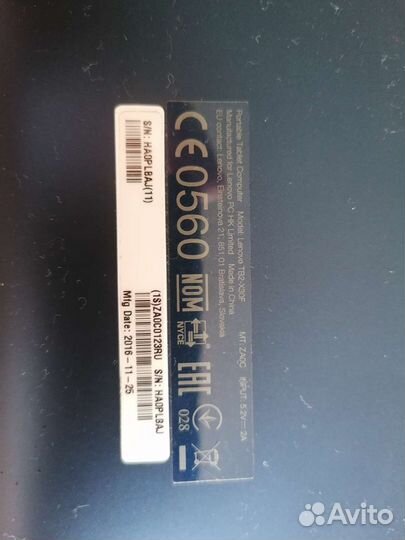 S/N: HA0PLBAJ(11)
(1S)ZA0C0123RU S/N: HA0PLBAJ
Mfg Date: 2016-11-25
Portable Tablet Computer Model: Lenovo TB2-X30F MT: ZA0C INPUT: 5.2V⎓2A
Manufactured for Lenovo PC HK Limited Made in China
EU contact: Lenovo, Einsteinova 21, 851 01 Bratislava, Slovakia
CE0560 NOM NYCE EAC 028
Avito